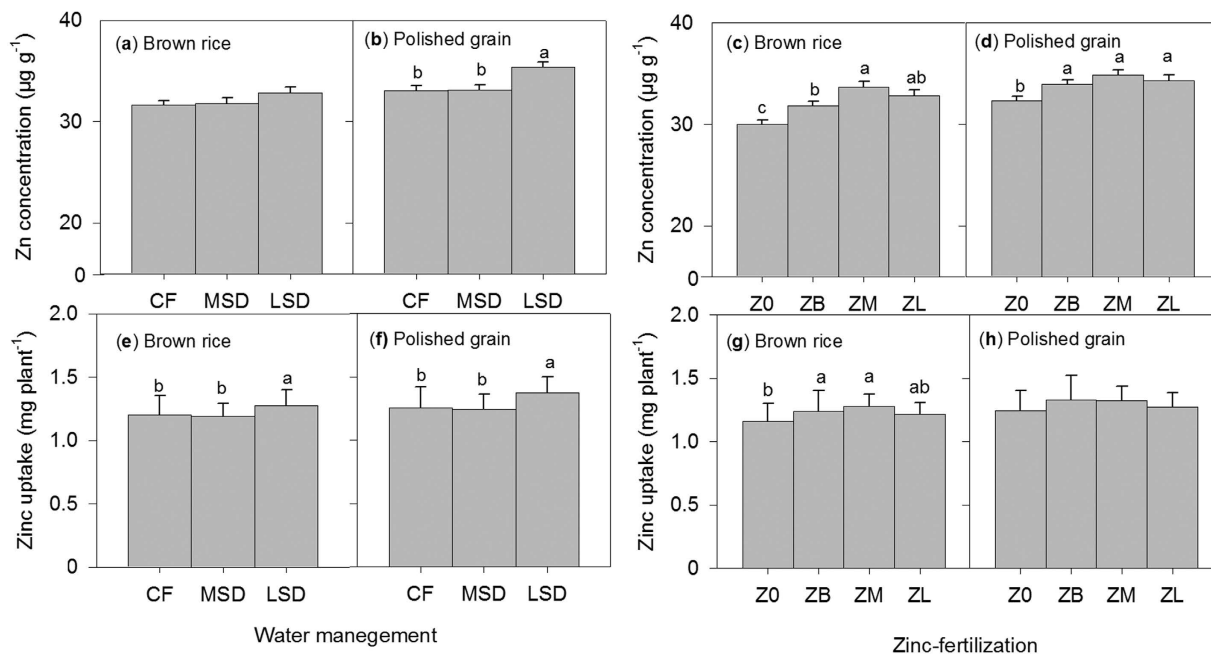 (a) Brown rice
(b) Polished grain
b b a
Zn concentration (µg g-1)
40
30
20
0
CF MSD LSD
CF MSD LSD
(c) Brown rice
(d) Polished grain
c b a ab
b a a a
Zn concentration (µg g-1)
40
30
20
0
Z0 ZB ZM ZL
Z0 ZB ZM ZL
(e) Brown rice
(f) Polished grain
b b a
b b a
Zinc uptake (mg plant-1)
2.0
1.5
1.0
0.5
0
CF MSD LSD
CF MSD LSD
Water manegement
(g) Brown rice
(h) Polished grain
b a a ab
Zinc uptake (mg plant-1)
2.0
1.5
1.0
0.5
0
Z0 ZB ZM ZL
Z0 ZB ZM ZL
Zinc-fertilization